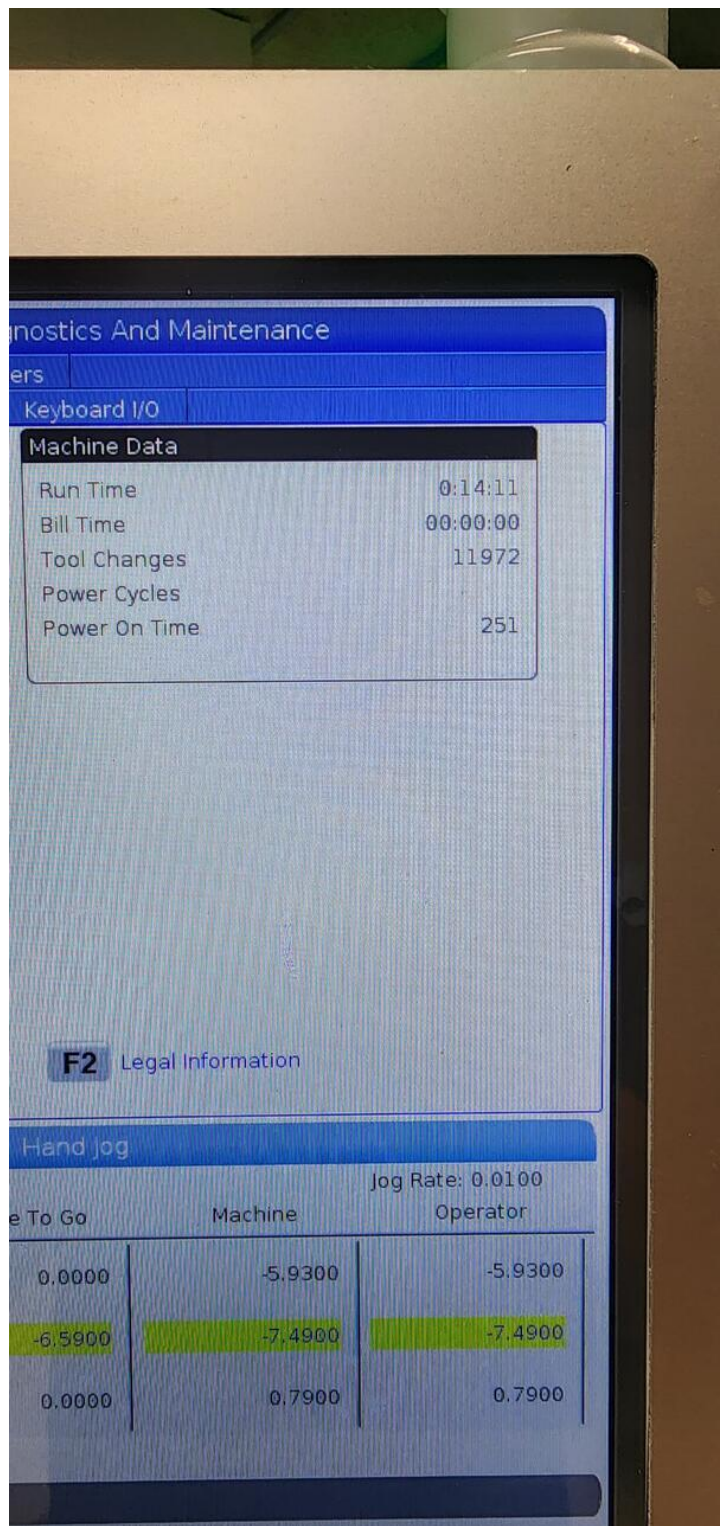 gnostics And Maintenance
ers
Keyboard I/O
Machine Data
Run Time 0:14:11
Bill Time 00:00:00
Tool Changes 11972
Power Cycles
Power On Time 251
F2 Legal Information
Hand Jog
Jog Rate: 0.0100
e To Go Machine Operator
0.0000 -5.9300 -5.9300
-6.5900 -7.4900 -7.4900
0.0000 0.7900 0.7900